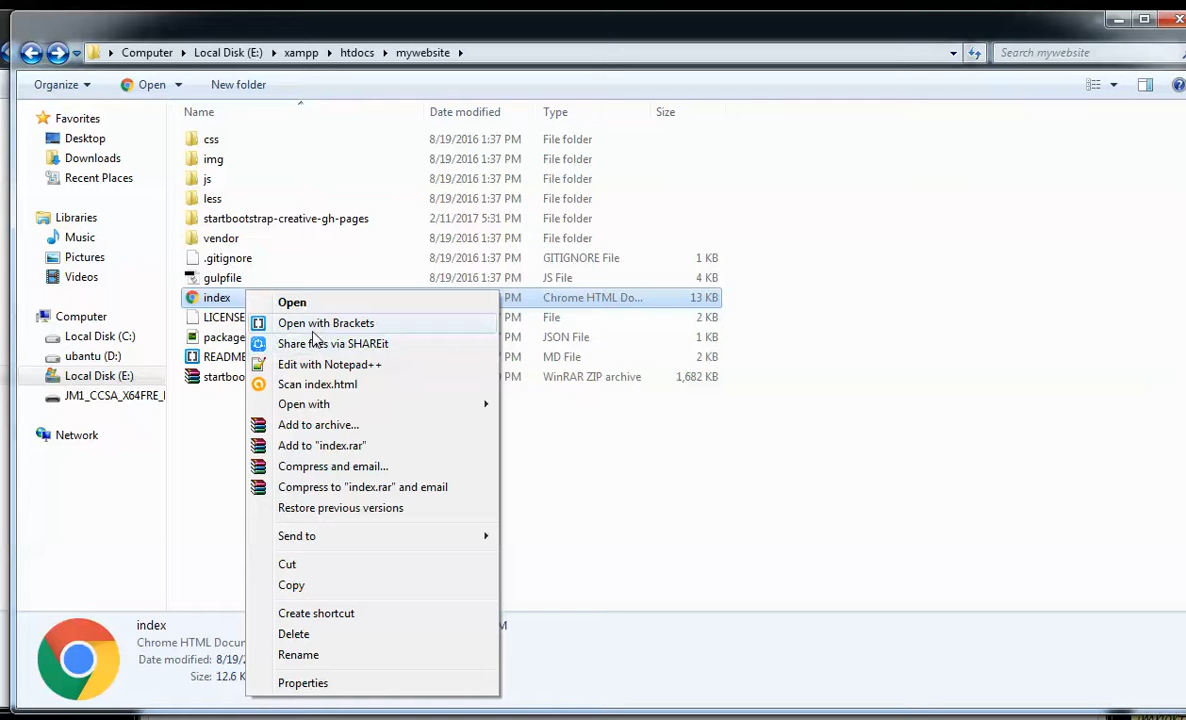 Computer Local Disk (E:) xampp htdocs mywebsite Search mywebsite
Organize Open New folder
Name Date modified Type Size
Favorites
Desktop
Downloads
Recent Places
Libraries
Music
Pictures
Videos
Computer
Local Disk (C:)
ubantu (D:)
Local Disk (E:)
JM1_CCSA_X64FRE_
Network
css 8/19/2016 1:37 PM File folder
img 8/19/2016 1:37 PM File folder
js 8/19/2016 1:37 PM File folder
less 8/19/2016 1:37 PM File folder
startbootstrap-creative-gh-pages 2/11/2017 5:31 PM File folder
vendor 8/19/2016 1:37 PM File folder
.gitignore 8/19/2016 1:37 PM GITIGNORE File 1 KB
gulpfile 8/19/2016 1:37 PM JS File 4 KB
index PM Chrome HTML Do... 13 KB
LICENSE PM File 2 KB
package PM JSON File 1 KB
README PM MD File 2 KB
startboo PM WinRAR ZIP archive 1,682 KB
Open
Open with Brackets
Share files via SHAREit
Edit with Notepad++
Scan index.html
Open with
Add to archive...
Add to "index.rar"
Compress and email...
Compress to "index.rar" and email
Restore previous versions
Send to
Cut
Copy
Create shortcut
Delete
Rename
Properties
index
Chrome HTML Docu
Date modified: 8/19/2
Size: 12.6 K